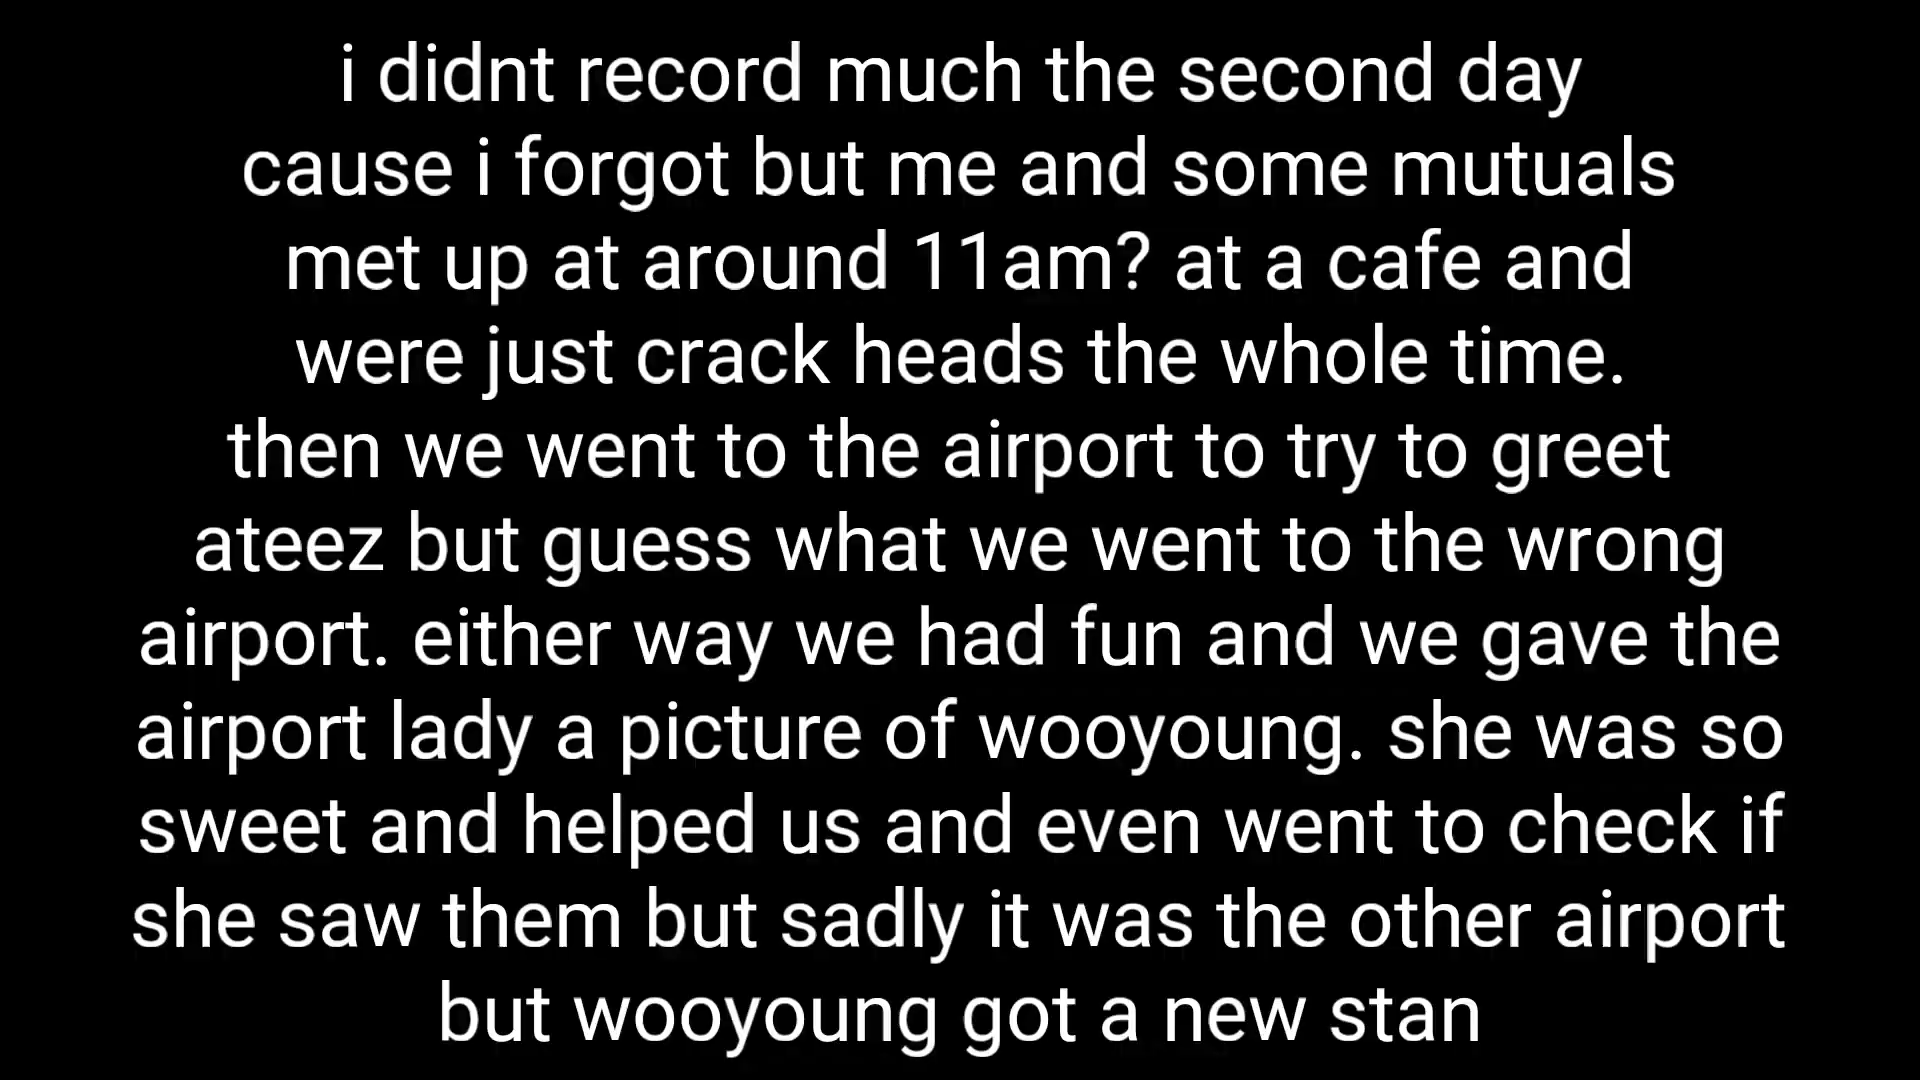 i didnt record much the second day
cause i forgot but me and some mutuals
met up at around 11am? at a cafe and
were just crack heads the whole time.
then we went to the airport to try to greet
ateez but guess what we went to the wrong
airport. either way we had fun and we gave the
airport lady a picture of wooyoung. she was so
sweet and helped us and even went to check if
she saw them but sadly it was the other airport
but wooyoung got a new stan